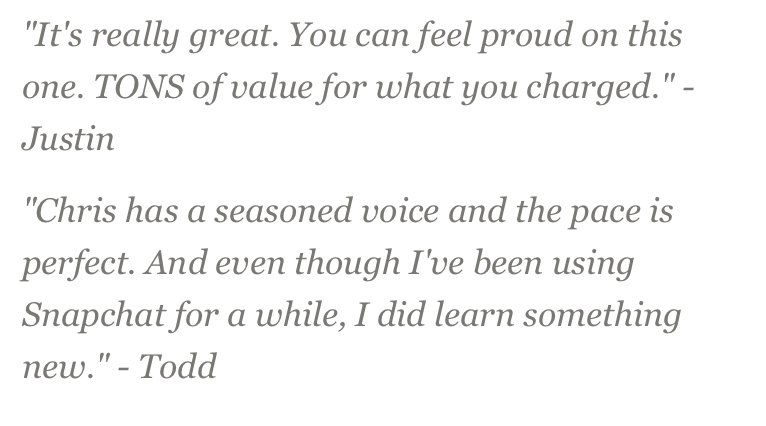 "It's really great. You can feel proud on this
one. TONS of value for what you charged." -
Justin
"Chris has a seasoned voice and the pace is
perfect. And even though I've been using
Snapchat for a while, I did learn something
new." - Todd